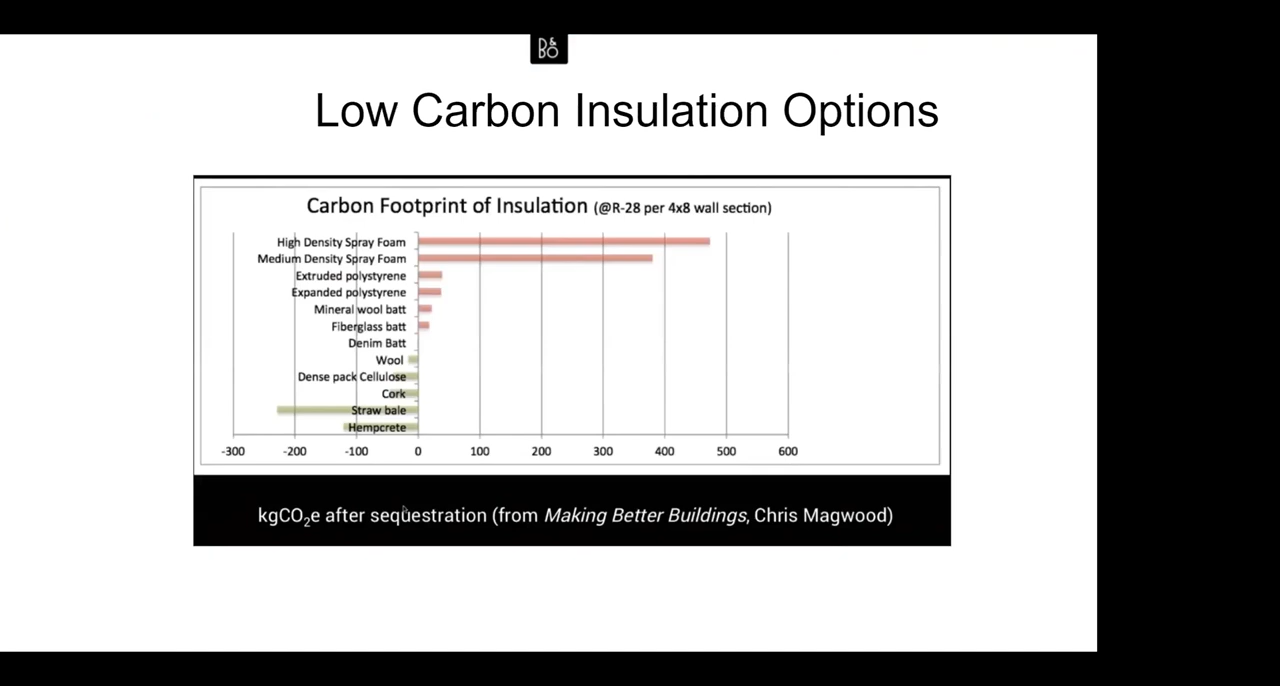 B&O
Low Carbon Insulation Options
Carbon Footprint of Insulation (@R-28 per 4x8 wall section)
High Density Spray Foam
Medium Density Spray Foam
Extruded polystyrene
Expanded polystyrene
Mineral wool batt
Fiberglass batt
Denim Batt
Wool
Dense pack Cellulose
Cork
Straw bale
Hempcrete
-300 -200 -100 0 100 200 300 400 500 600
kgCO₂e after sequestration (from Making Better Buildings, Chris Magwood)